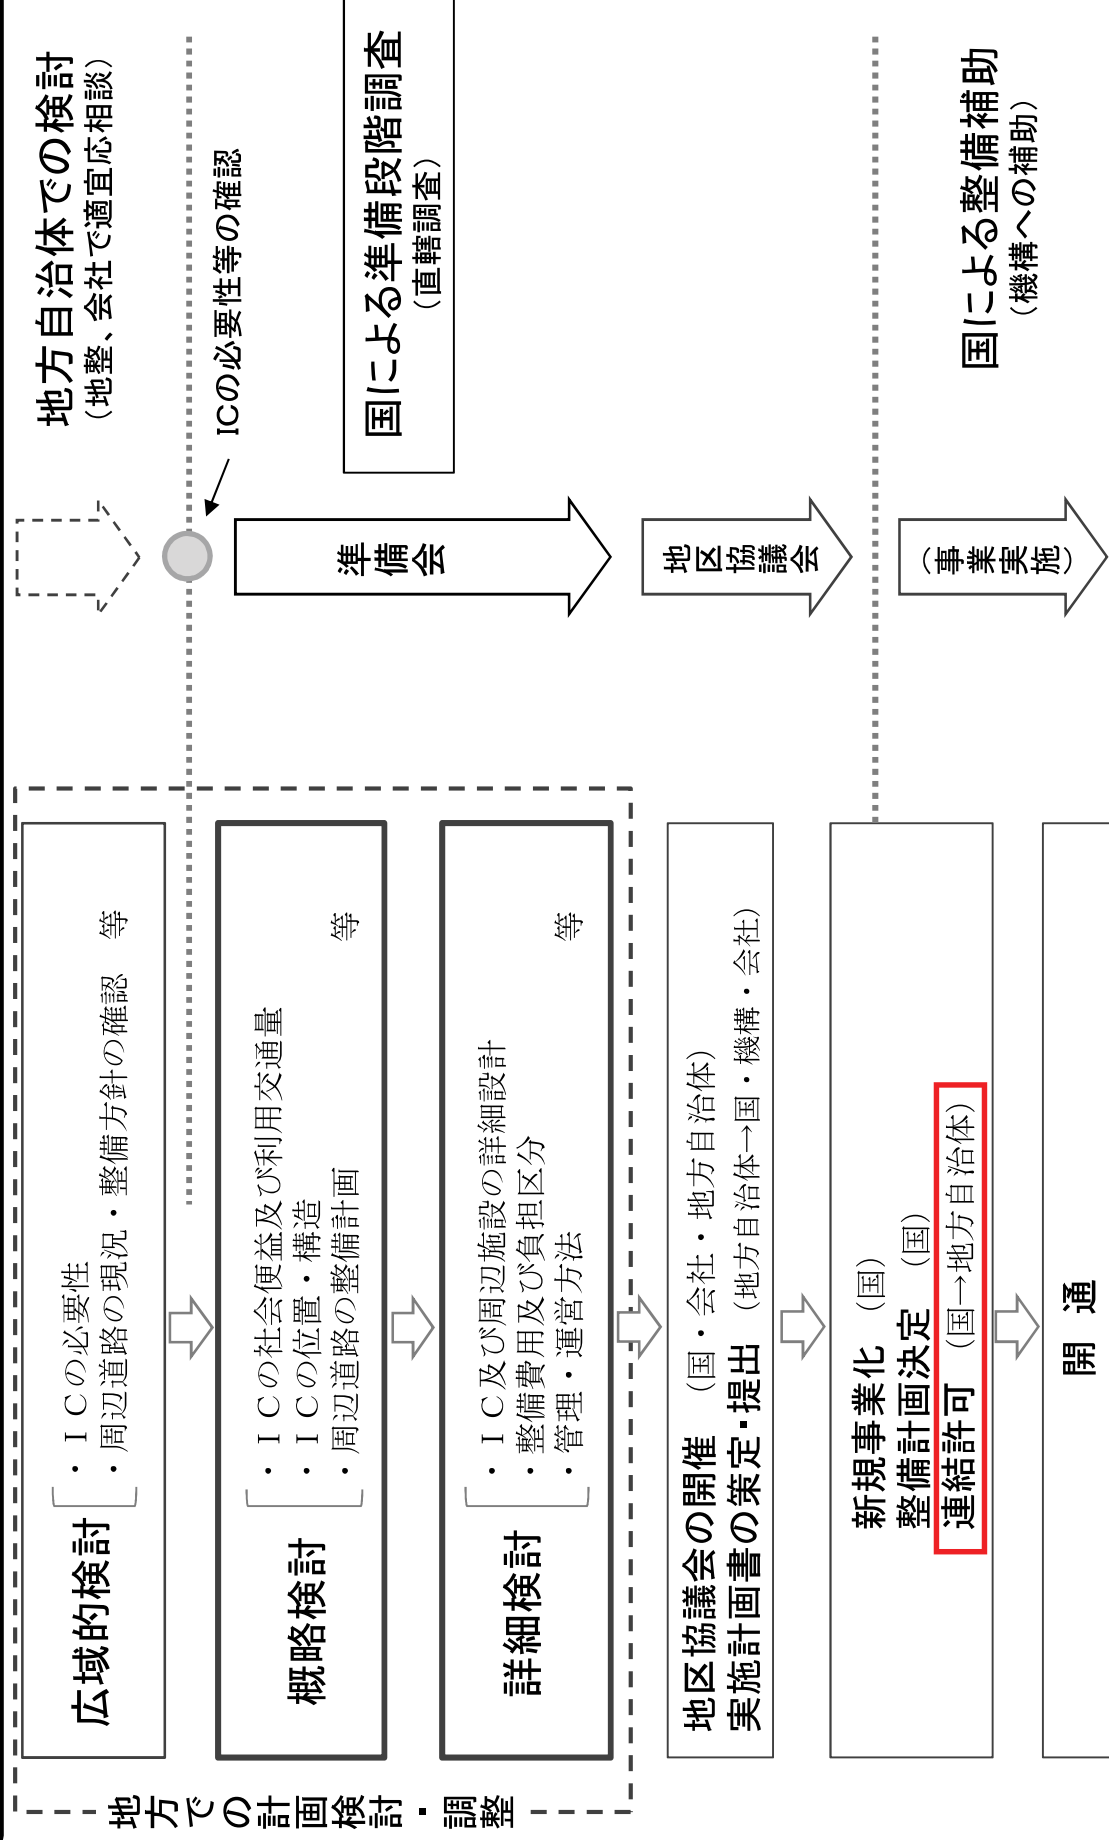 地方での計画検討・調整
広域的検討
・ＩＣの必要性
・周辺道路の現況・整備方針の確認　等
概略検討
・ＩＣの社会便益及び利用交通量
・ＩＣの位置・構造
・周辺道路の整備計画　等
詳細検討
・ＩＣ及び周辺施設の詳細設計
・整備費用及び負担区分
・管理・運営方法　等
地区協議会の開催　（国・会社・地方自治体）
実施計画書の策定・提出　（地方自治体→国・機構・会社）
新規事業化　（国）
整備計画決定　（国）
連結許可　（国→地方自治体）
開　通
ICの必要性等の確認
準備会
地区協議会
（事業実施）
地方自治体での検討
（地整、会社で適宜応相談）
国による準備段階調査
（直轄調査）
国による整備補助
（機構への補助）